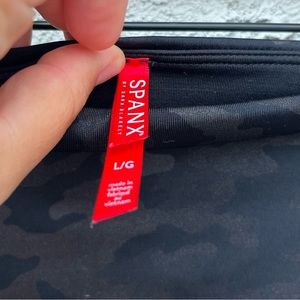 SPANX
BY SARA BLAKELY
L/G
made in
vietnam
fabriqué
au
vietnam